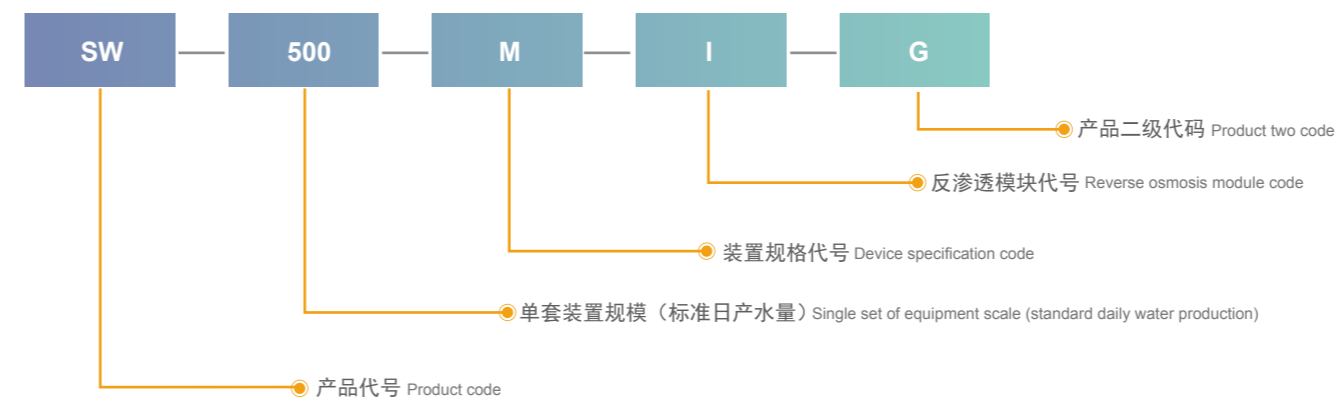 SW — 500 — M — I — G
产品二级代码 Product two code
反渗透模块代号 Reverse osmosis module code
装置规格代号 Device specification code
单套装置规模（标准日产水量）Single set of equipment scale (standard daily water production)
产品代号 Product code